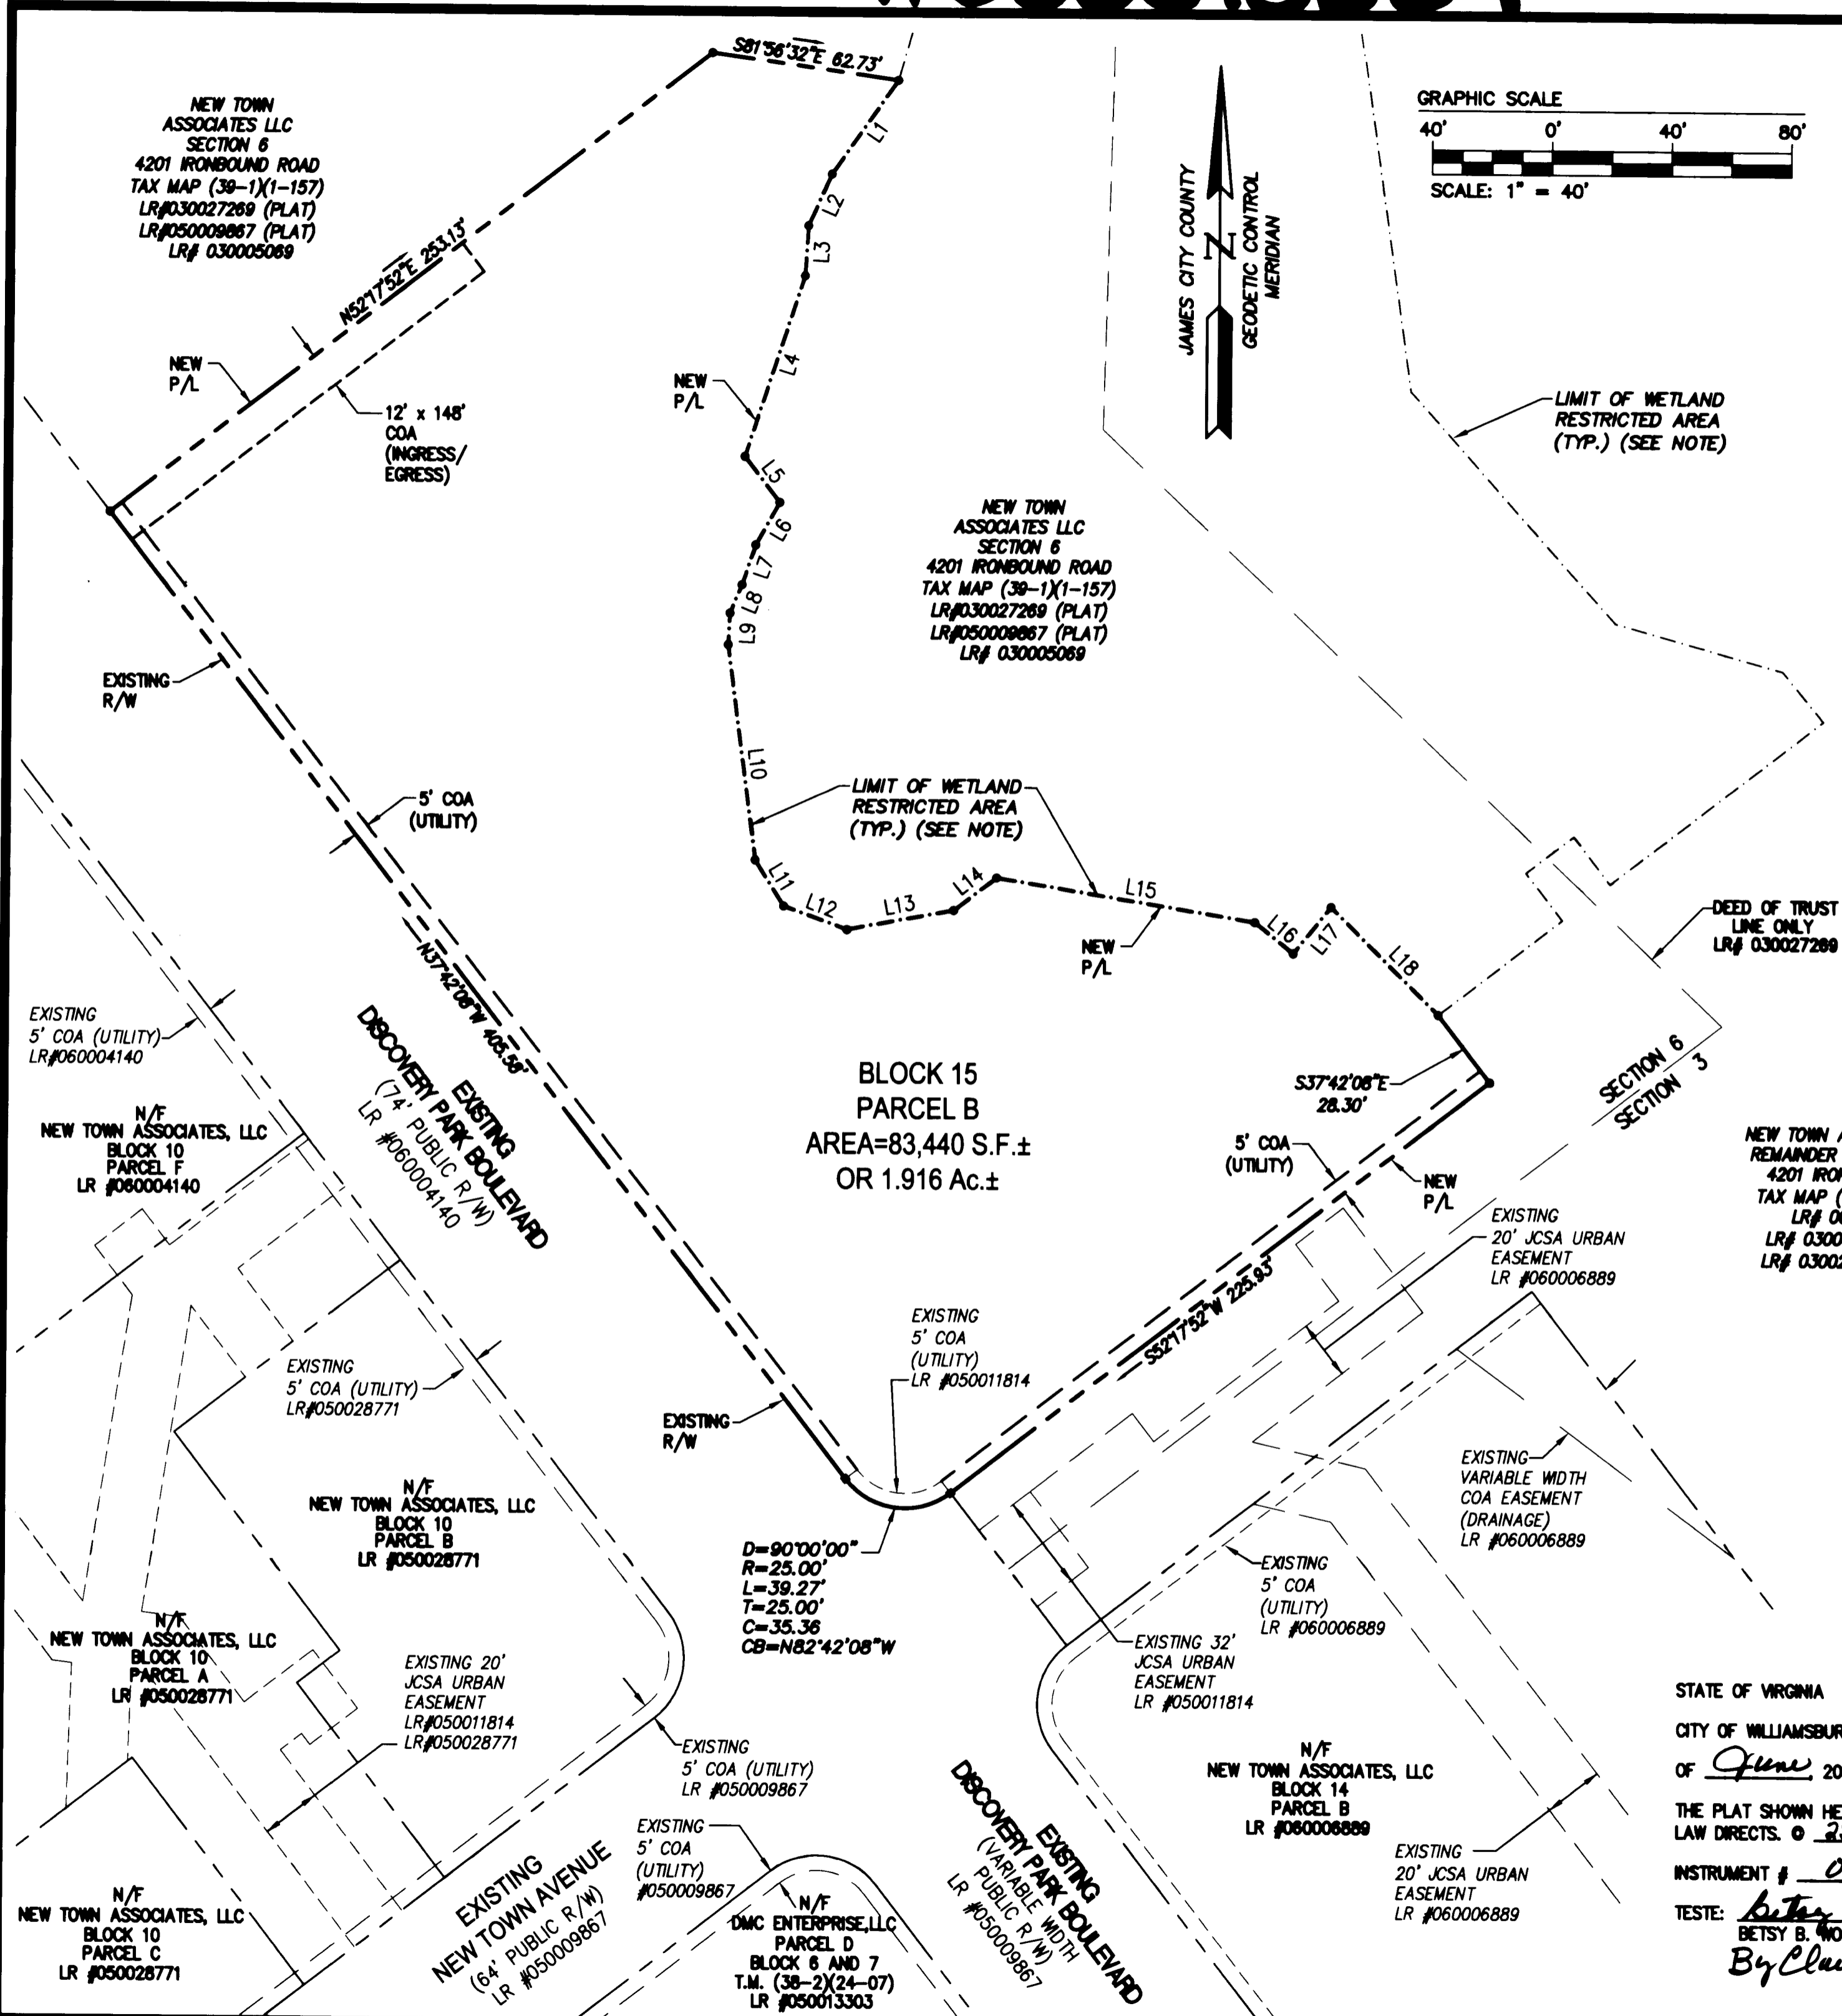 S81°56'32"E 62.73'
NEW TOWN
ASSOCIATES LLC
SECTION 6
4201 IRONBOUND ROAD
TAX MAP (39-1)(1-157)
LR#030027269 (PLAT)
LR#050009867 (PLAT)
LR# 030005069
GRAPHIC SCALE
40' 0' 40' 80'
SCALE: 1" = 40'
JAMES CITY COUNTY
N
GEODETIC CONTROL
MERIDIAN
N52°17'52"E 253.13'
NEW
P/L
12' x 148'
COA
(INGRESS/
EGRESS)
L1
L2
L3
L4
NEW
P/L
L5
L6
L7
L8
L9
L10
LIMIT OF WETLAND
RESTRICTED AREA
(TYP.) (SEE NOTE)
NEW TOWN
ASSOCIATES LLC
SECTION 6
4201 IRONBOUND ROAD
TAX MAP (39-1)(1-157)
LR#030027269 (PLAT)
LR#050009867 (PLAT)
LR# 030005069
EXISTING
R/W
5' COA
(UTILITY)
LIMIT OF WETLAND
RESTRICTED AREA
(TYP.) (SEE NOTE)
L11
L12
L13
L14
L15
L16
L17
L18
NEW
P/L
DEED OF TRUST
LINE ONLY
LR# 030027269
N37°42'08"W 405.58'
EXISTING
5' COA (UTILITY)
LR#060004140
EXISTING
DISCOVERY PARK BOULEVARD
(74' PUBLIC R/W)
LR #060004140
BLOCK 15
PARCEL B
AREA=83,440 S.F.±
OR 1.916 Ac.±
S37°42'08"E
28.30'
SECTION 6
SECTION 3
N/F
NEW TOWN ASSOCIATES, LLC
BLOCK 10
PARCEL F
LR #060004140
5' COA
(UTILITY)
NEW
P/L
NEW TOWN
REMAINDER
4201
TAX MAP
LR#
LR#
LR#
EXISTING
20' JCSA URBAN
EASEMENT
LR #060006889
S52°17'52"W 225.93'
EXISTING
5' COA
(UTILITY)
LR #050011814
EXISTING
5' COA (UTILITY)
LR#050028771
EXISTING
R/W
EXISTING
VARIABLE WIDTH
COA EASEMENT
(DRAINAGE)
LR #060006889
N/F
NEW TOWN ASSOCIATES, LLC
BLOCK 10
PARCEL B
LR #050028771
D=90°00'00"
R=25.00'
L=39.27'
T=25.00'
C=35.36
CB=N82°42'08"W
EXISTING
5' COA
(UTILITY)
LR #060006889
N/F
NEW TOWN ASSOCIATES, LLC
BLOCK 10
PARCEL A
LR #050028771
EXISTING 20'
JCSA URBAN
EASEMENT
LR#050011814
LR#050028771
EXISTING 32'
JCSA URBAN
EASEMENT
LR #050011814
EXISTING
5' COA (UTILITY)
LR #050009867
N/F
NEW TOWN ASSOCIATES, LLC
BLOCK 14
PARCEL B
LR #060006889
STATE OF VIRGINIA
CITY OF
OF June 20
THE PLAT SHOWN
LAW DIRECTS. @
INSTRUMENT #
TESTE: Betsy
BETSY B.
By
EXISTING
5' COA
(UTILITY)
#050009867
EXISTING
NEW TOWN AVENUE
(64' PUBLIC R/W)
LR #050009867
EXISTING
DISCOVERY PARK BOULEVARD
(VARIABLE WIDTH
PUBLIC R/W)
LR #050009867
EXISTING
20' JCSA URBAN
EASEMENT
LR #060006889
N/F
NEW TOWN ASSOCIATES, LLC
BLOCK 10
PARCEL C
LR #050028771
N/F
DMC ENTERPRISE,LLC
PARCEL D
BLOCK 6 AND 7
T.M. (38-2)(24-07)
LR #050013303